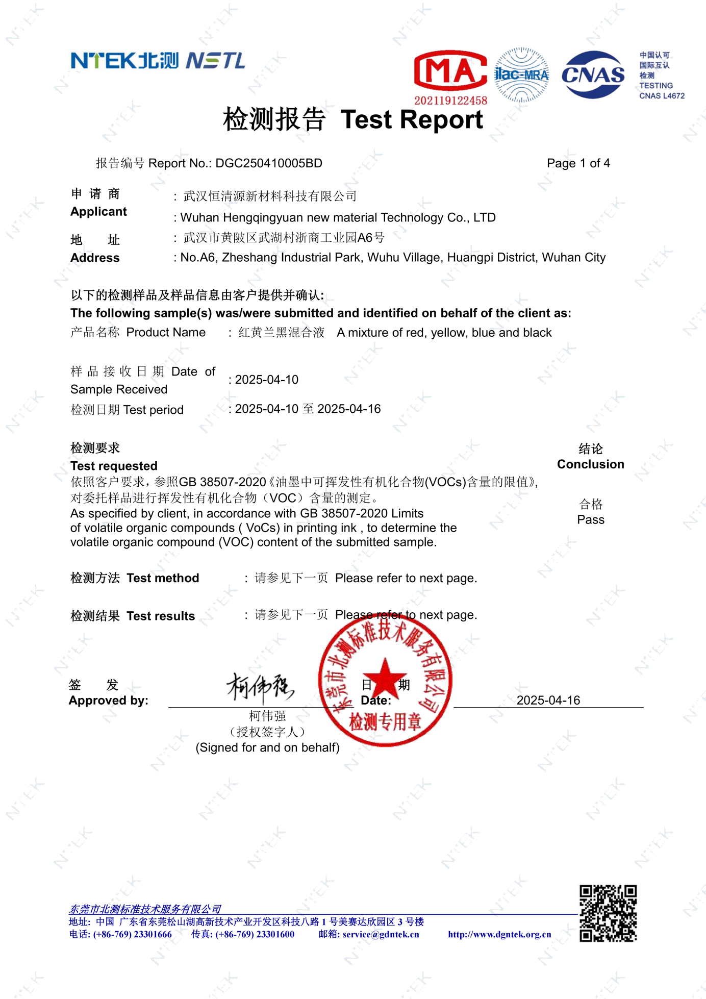 NTEK北测 NSTL
MA
202119122458
ilac-MRA
CNAS
中国认可
国际互认
检测
TESTING
CNAS L4672
检测报告 Test Report
报告编号 Report No.: DGC250410005BD
Page 1 of 4
申 请 商
: 武汉恒清源新材料科技有限公司
Applicant
: Wuhan Hengqingyuan new material Technology Co., LTD
地 址
: 武汉市黄陂区武湖村浙商工业园A6号
Address
: No.A6, Zheshang Industrial Park, Wuhu Village, Huangpi District, Wuhan City
以下的检测样品及样品信息由客户提供并确认:
The following sample(s) was/were submitted and identified on behalf of the client as:
产品名称 Product Name : 红黄兰黑混合液 A mixture of red, yellow, blue and black
样品接收日期 Date of
Sample Received
: 2025-04-10
检测日期 Test period : 2025-04-10 至 2025-04-16
检测要求
结论
Test requested
Conclusion
依照客户要求，参照GB 38507-2020《油墨中可挥发性有机化合物(VOCs)含量的限值》,
对委托样品进行挥发性有机化合物（VOC）含量的测定。
合格
As specified by client, in accordance with GB 38507-2020 Limits
Pass
of volatile organic compounds ( VoCs) in printing ink , to determine the
volatile organic compound (VOC) content of the submitted sample.
检测方法 Test method : 请参见下一页 Please refer to next page.
检测结果 Test results : 请参见下一页 Please refer to next page.
东莞市北测标准技术服务有限公司
检测专用章
签 发
柯伟强
日 期
Approved by:
Date:
2025-04-16
柯伟强
（授权签字人）
(Signed for and on behalf)
东莞市北测标准技术服务有限公司
地址: 中国 广东省东莞松山湖高新技术产业开发区科技八路 1 号美赛达欣园区 3 号楼
电话: (+86-769) 23301666 传真: (+86-769) 23301600 邮箱: service@gdntek.cn http://www.dgntek.org.cn